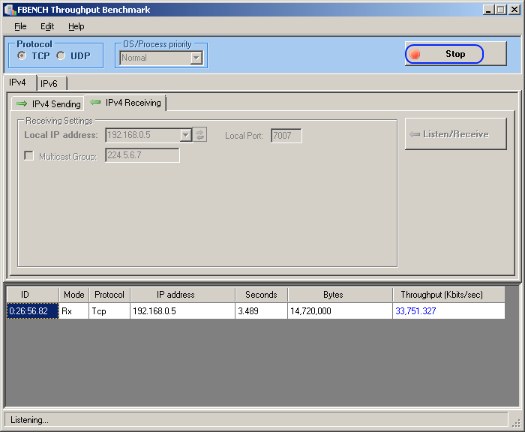 FBENCH Throughput Benchmark
File Edit Help
Protocol
TCP UDP
OS/Process priority
Normal
Stop
IPv4 IPv6
IPv4 Sending IPv4 Receiving
Receiving Settings
Local IP address: 192.168.0.5 Local Port: 7007
Listen/Receive
Multicast Group: 224.5.6.7
ID Mode Protocol IP address Seconds Bytes Throughput (Kbits/sec)
0:26:56.82 Rx Tcp 192.168.0.5 3.489 14,720,000 33,751.327
Listening...